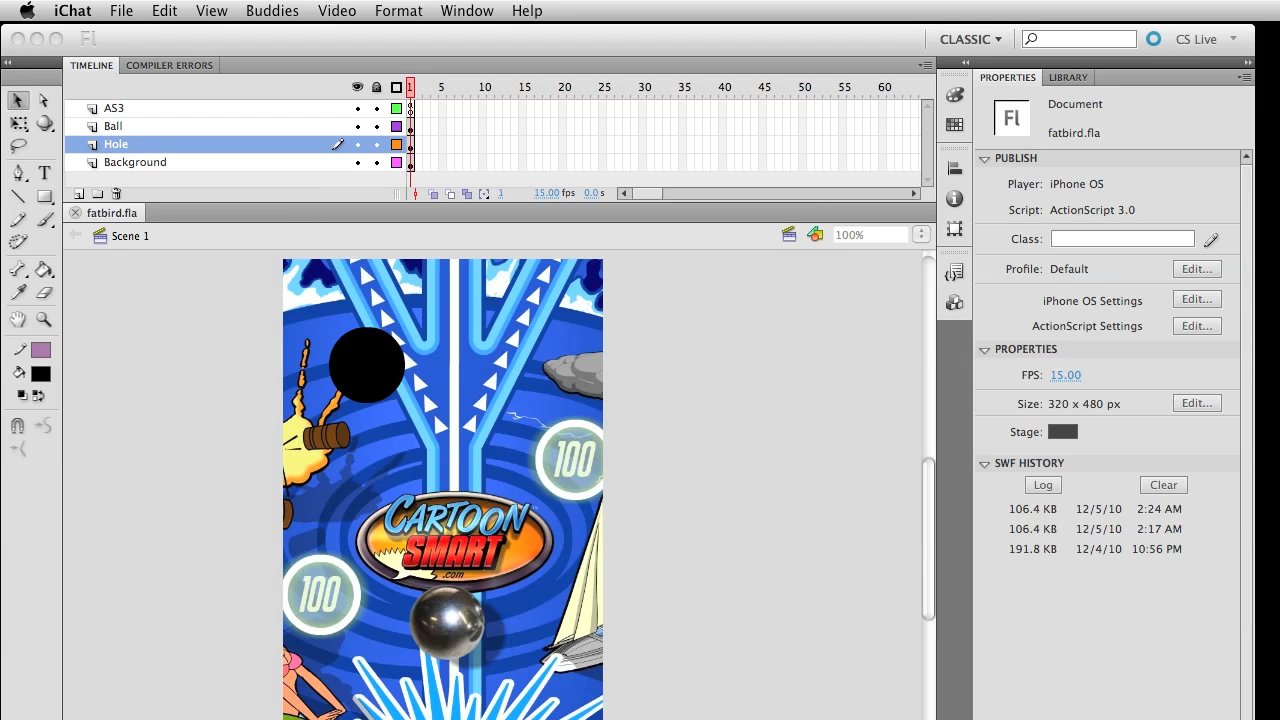 iChat File Edit View Buddies Video Format Window Help
Fl CLASSIC CS Live
TIMELINE COMPILER ERRORS
PROPERTIES LIBRARY
1 5 10 15 20 25 30 35 40 45 50 55 60
AS3
Ball
Hole
Background
1 15.00 fps 0.0 s
fatbird.fla
Scene 1
100%
Fl
Document
fatbird.fla
PUBLISH
Player: iPhone OS
Script: ActionScript 3.0
Class:
Profile: Default Edit...
iPhone OS Settings Edit...
ActionScript Settings Edit...
PROPERTIES
FPS: 15.00
Size: 320 x 480 px Edit...
Stage:
SWF HISTORY
Log Clear
106.4 KB 12/5/10 2:24 AM
106.4 KB 12/5/10 2:17 AM
191.8 KB 12/4/10 10:56 PM
T
100
CARTOON
SMART
.com
100